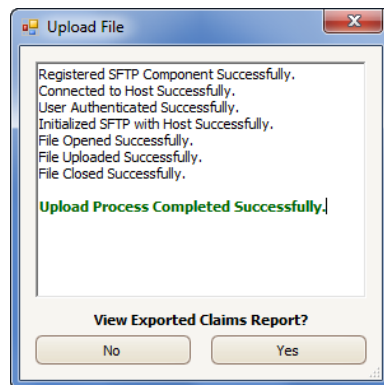 Upload File
Registered SFTP Component Successfully.
Connected to Host Successfully.
User Authenticated Successfully.
Initialized SFTP with Host Successfully.
File Opened Successfully.
File Uploaded Successfully.
File Closed Successfully.
Upload Process Completed Successfully.
View Exported Claims Report?
No Yes